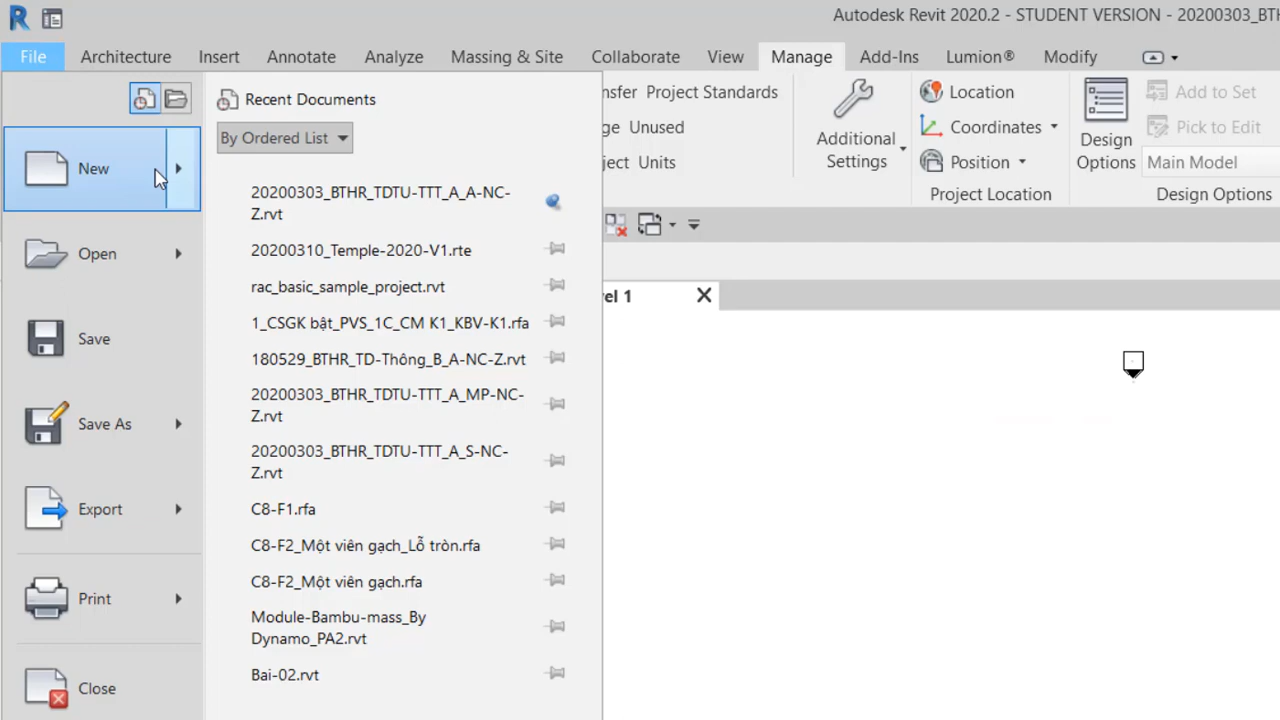 Autodesk Revit 2020.2 - STUDENT VERSION - 20200303_BTH
File Architecture Insert Annotate Analyze Massing & Site Collaborate View Manage Add-Ins Lumion® Modify
Recent Documents
By Ordered List
New
Open
Save
Save As
Export
Print
Close
20200303_BTHR_TDTU-TTT_A_A-NC-
Z.rvt
20200310_Temple-2020-V1.rte
rac_basic_sample_project.rvt
1_CSGK bật_PVS_1C_CM K1_KBV-K1.rfa
180529_BTHR_TD-Thông_B_A-NC-Z.rvt
20200303_BTHR_TDTU-TTT_A_MP-NC-
Z.rvt
20200303_BTHR_TDTU-TTT_A_S-NC-
Z.rvt
C8-F1.rfa
C8-F2_Một viên gạch_Lỗ tròn.rfa
C8-F2_Một viên gạch.rfa
Module-Bambu-mass_By
Dynamo_PA2.rvt
Bai-02.rvt
nsfer Project Standards
ge Unused
ject Units
Additional
Settings
Location
Coordinates
Position
Project Location
Design
Options
Add to Set
Pick to Edit
Main Model
Design Options
vel 1